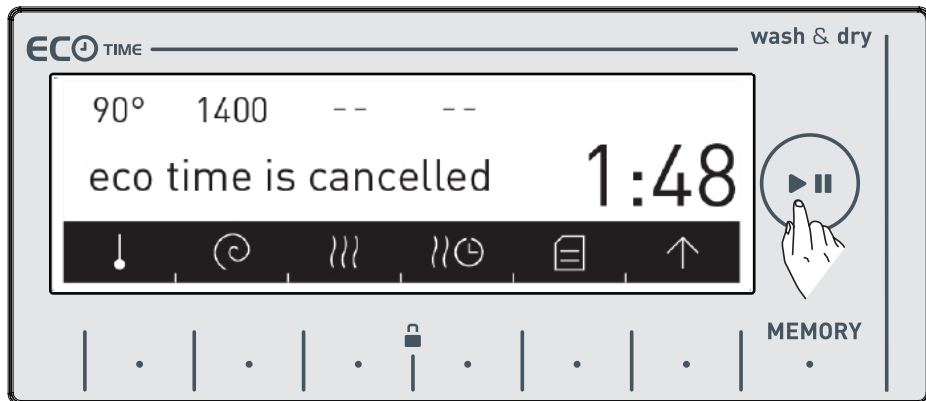 ECO TIME
wash & dry
90° 1400 -- --
eco time is cancelled 1:48
MEMORY